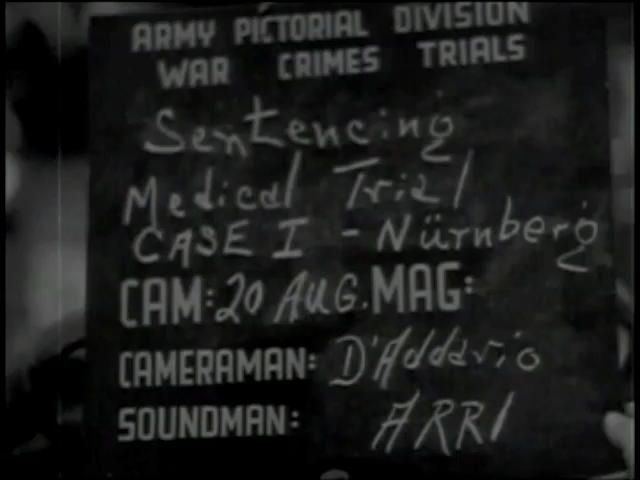 ARMY PICTORIAL DIVISION
WAR CRIMES TRIALS
Sentencing
Medical Trial
CASE I - Nürnberg
CAM: 20 AUG. MAG:
CAMERAMAN: D'Addario
SOUNDMAN: ARRI